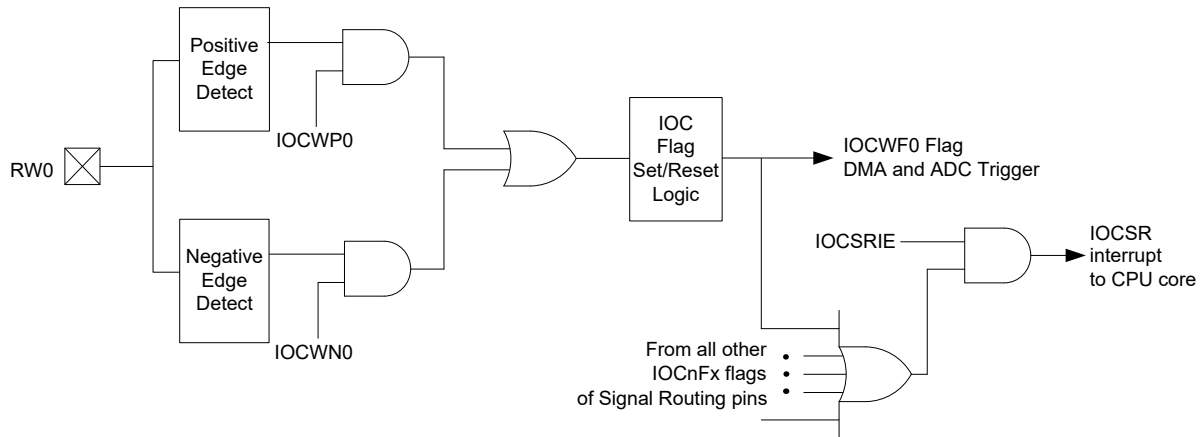 Positive
Edge
Detect
IOCWP0
RW0
Negative
Edge
Detect
IOCWN0
IOC
Flag
Set/Reset
Logic
IOCWF0 Flag
DMA and ADC Trigger
IOCSRIE
IOCSR
interrupt
to CPU core
From all other
IOCnFx flags
of Signal Routing pins